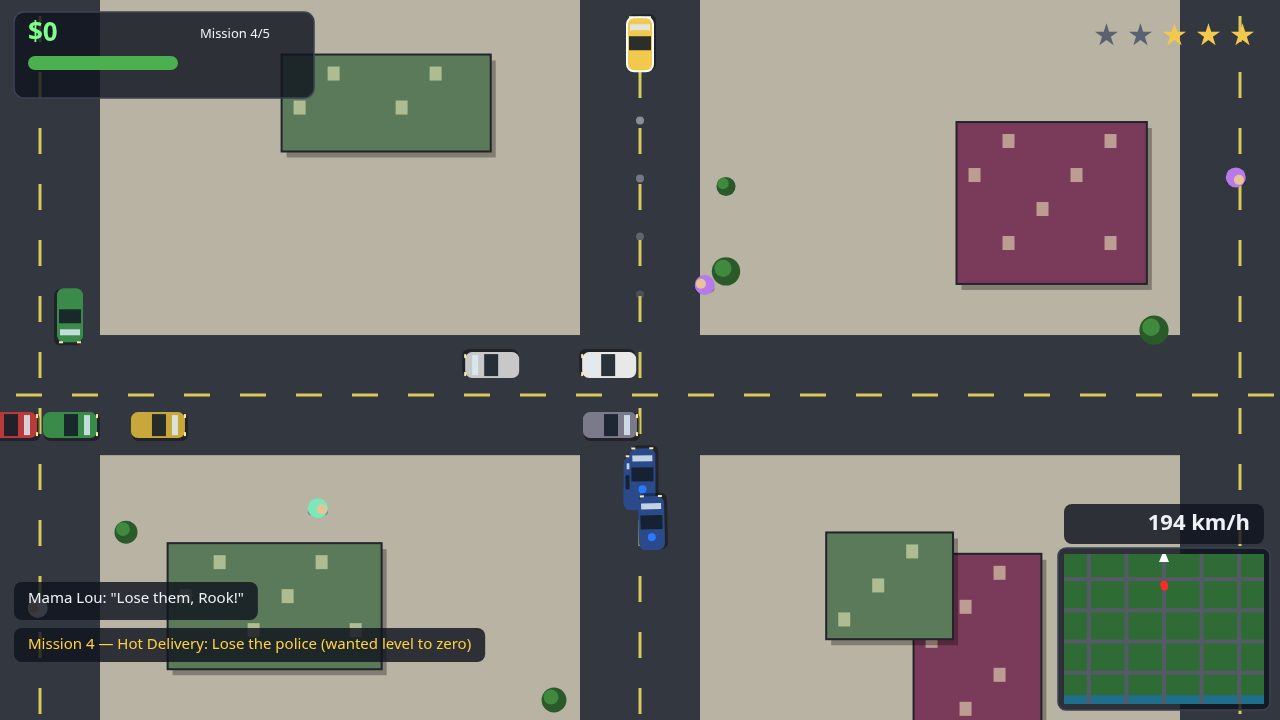 $0
Mission 4/5
194 km/h
Mama Lou: "Lose them, Rook!"
Mission 4 — Hot Delivery: Lose the police (wanted level to zero)